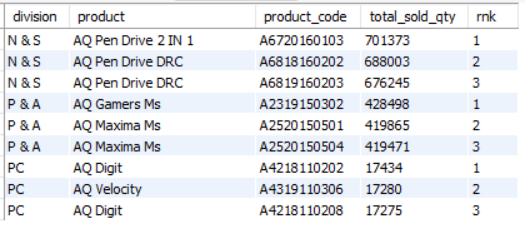 division product product_code total_sold_qty rnk
N & S AQ Pen Drive 2 IN 1 A6720160103 701373 1
N & S AQ Pen Drive DRC A6818160202 688003 2
N & S AQ Pen Drive DRC A6819160203 676245 3
P & A AQ Gamers Ms A2319150302 428498 1
P & A AQ Maxima Ms A2520150501 419865 2
P & A AQ Maxima Ms A2520150504 419471 3
PC AQ Digit A4218110202 17434 1
PC AQ Velocity A4319110306 17280 2
PC AQ Digit A4218110208 17275 3